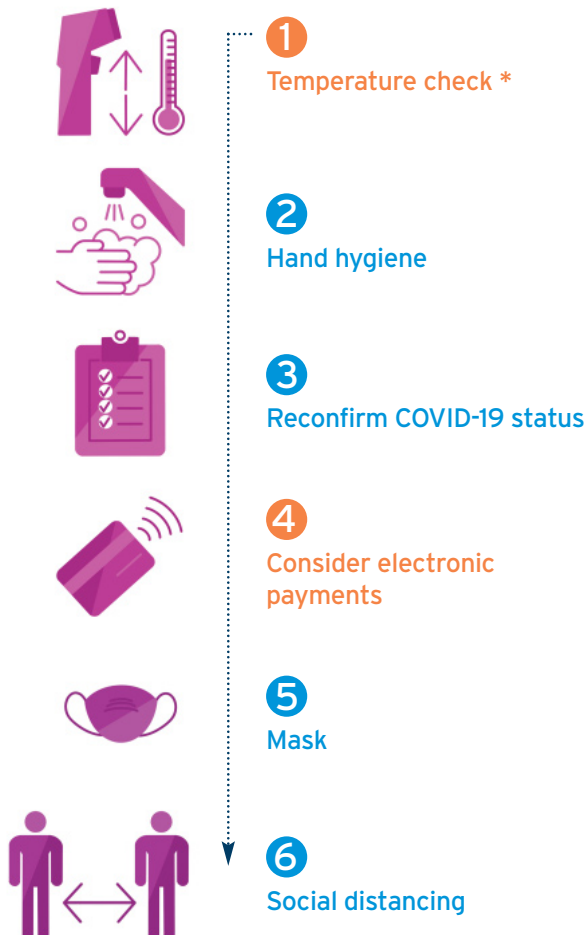 1
Temperature check *
2
Hand hygiene
3
Reconfirm COVID-19 status
4
Consider electronic
payments
5
Mask
6
Social distancing